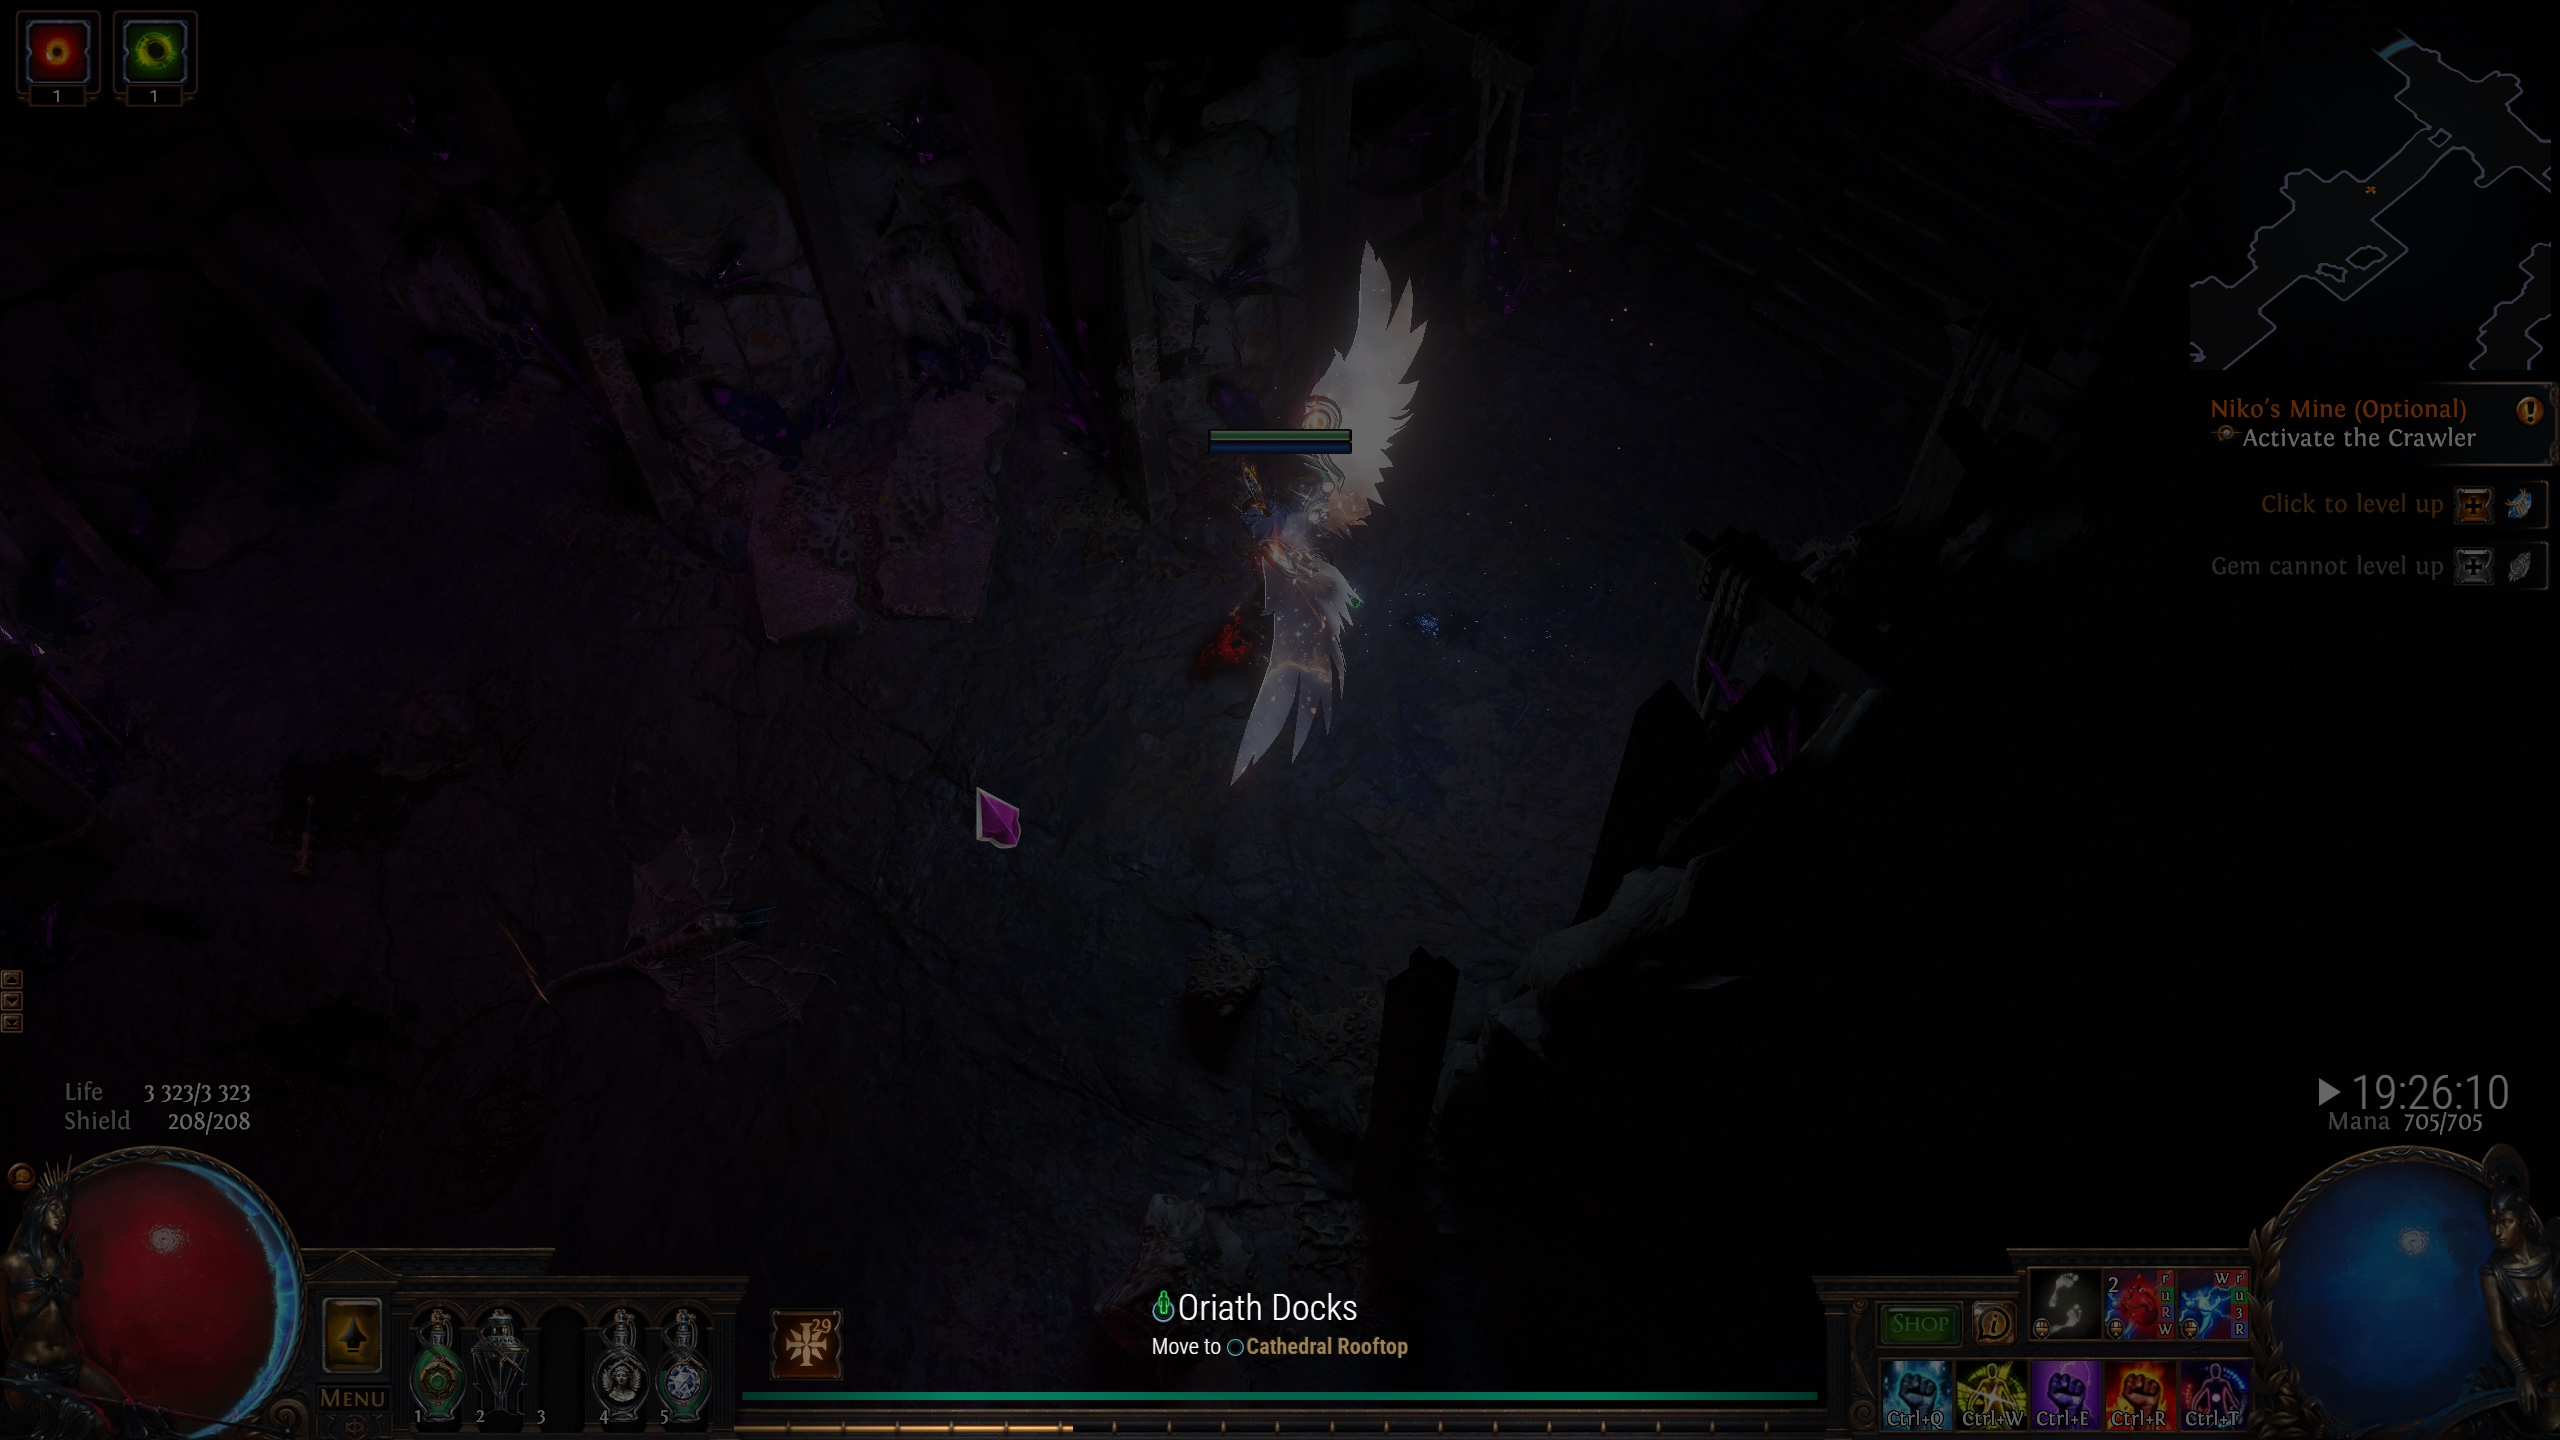 1
1
Niko's Mine (Optional)
Activate the Crawler
Click to level up
Gem cannot level up
Life 3 323/3 323
Shield 208/208
19:26:10
Mana 705/705
Oriath Docks
Move to Cathedral Rooftop
29
MENU
1
2
3
4
5
SHOP
2
r
u
R
W
W r
u
3
R
Ctrl+Q
Ctrl+W
Ctrl+E
Ctrl+R
Ctrl+T